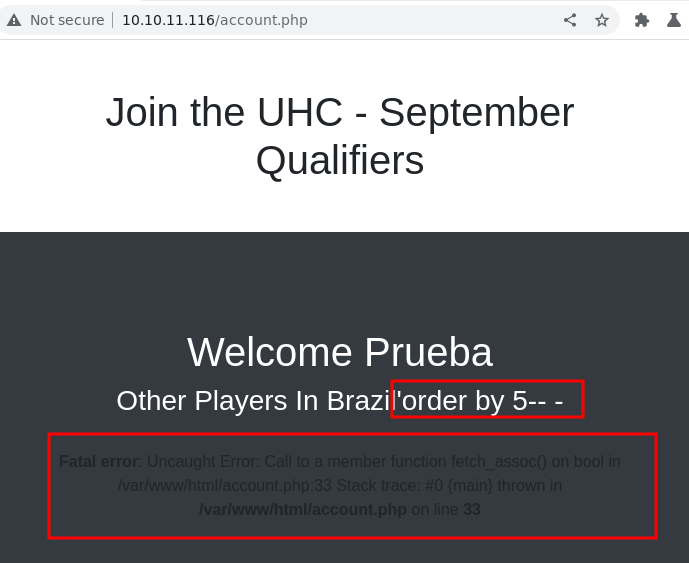 Not secure 10.10.11.116/account.php
Join the UHC - September
Qualifiers
Welcome Prueba
Other Players In Brazil'order by 5-- -
Fatal error: Uncaught Error: Call to a member function fetch_assoc() on bool in
/var/www/html/account.php:33 Stack trace: #0 {main} thrown in
/var/www/html/account.php on line 33